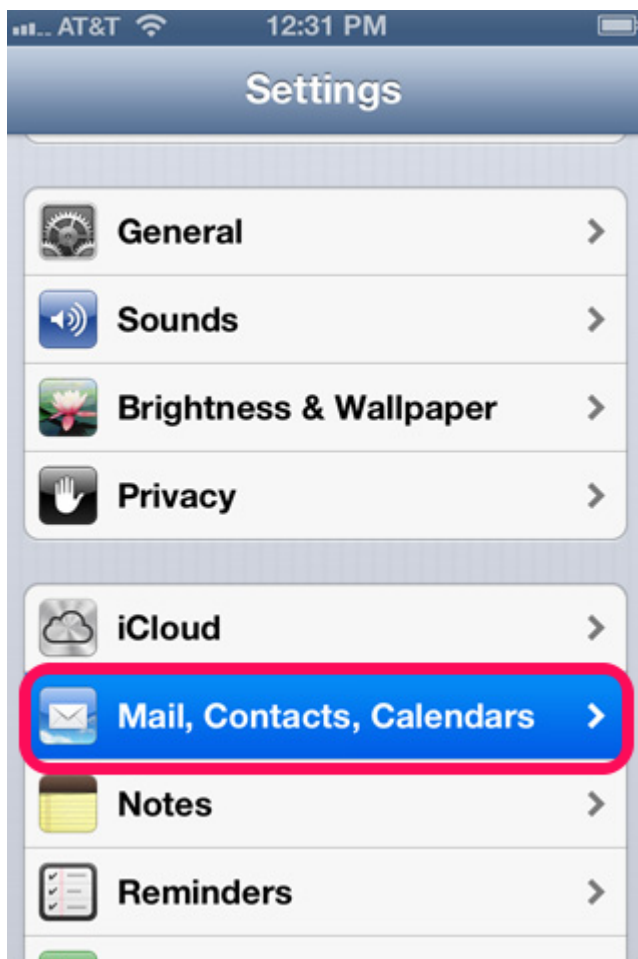 AT&T 12:31 PM
Settings
General
Sounds
Brightness & Wallpaper
Privacy
iCloud
Mail, Contacts, Calendars
Notes
Reminders